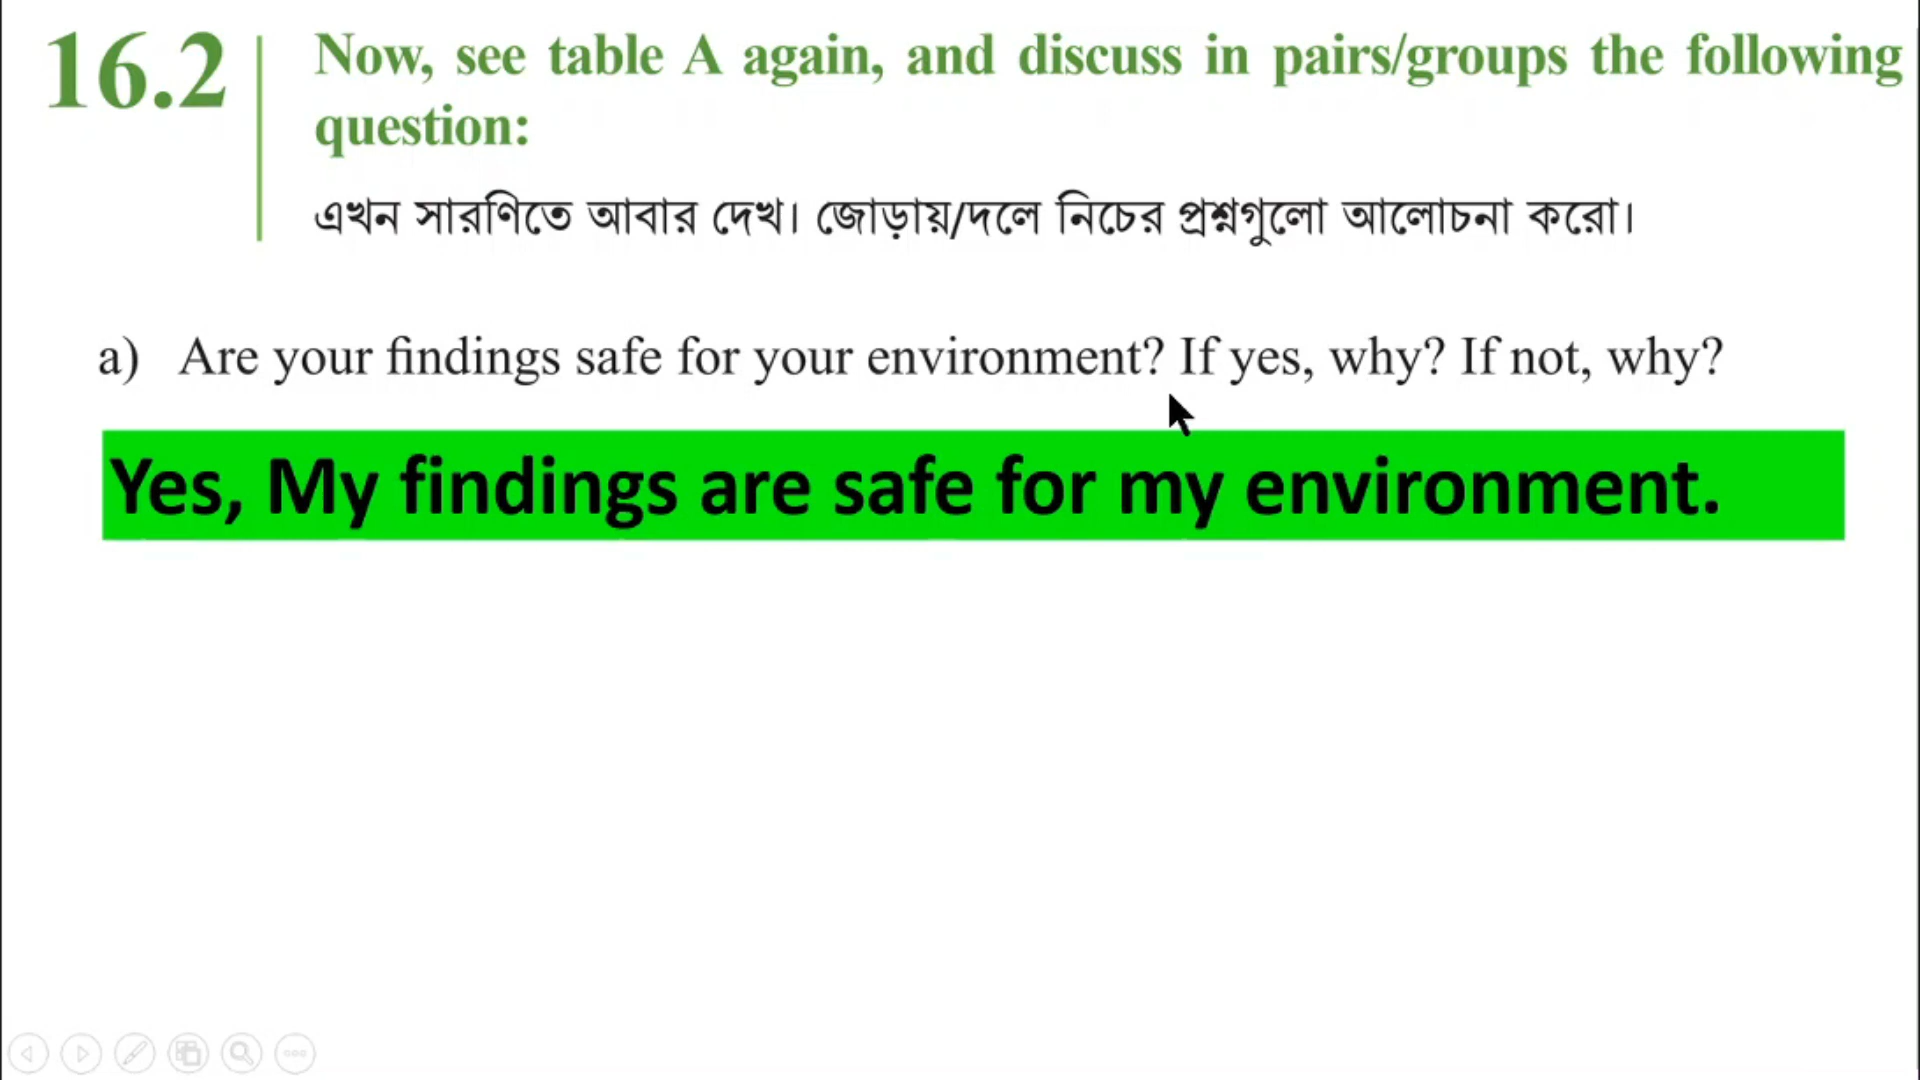 16.2
Now, see table A again, and discuss in pairs/groups the following
question:
এখন সারণিতে আবার দেখ। জোড়ায়/দলে নিচের প্রশ্নগুলো আলোচনা করো।
a) Are your findings safe for your environment? If yes, why? If not, why?
Yes, My findings are safe for my environment.